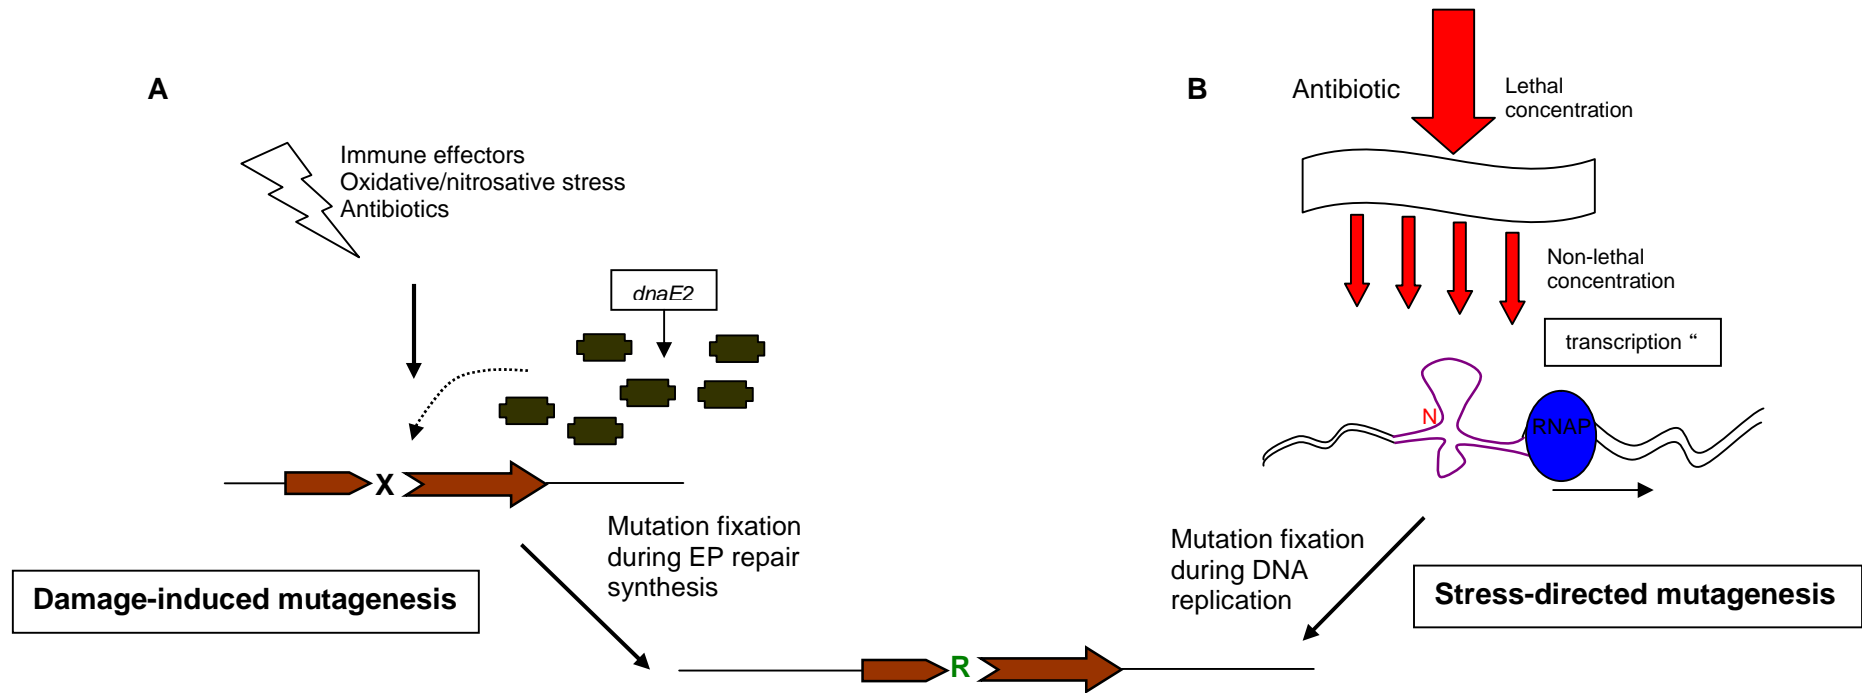 A
Immune effectors
Oxidative/nitrosative stress
Antibiotics
dnaE2
X
Mutation fixation
during EP repair
synthesis
Damage-induced mutagenesis
B
Antibiotic
Lethal
concentration
Non-lethal
concentration
transcription “
N
RNAP
Mutation fixation
during DNA
replication
Stress-directed mutagenesis
R